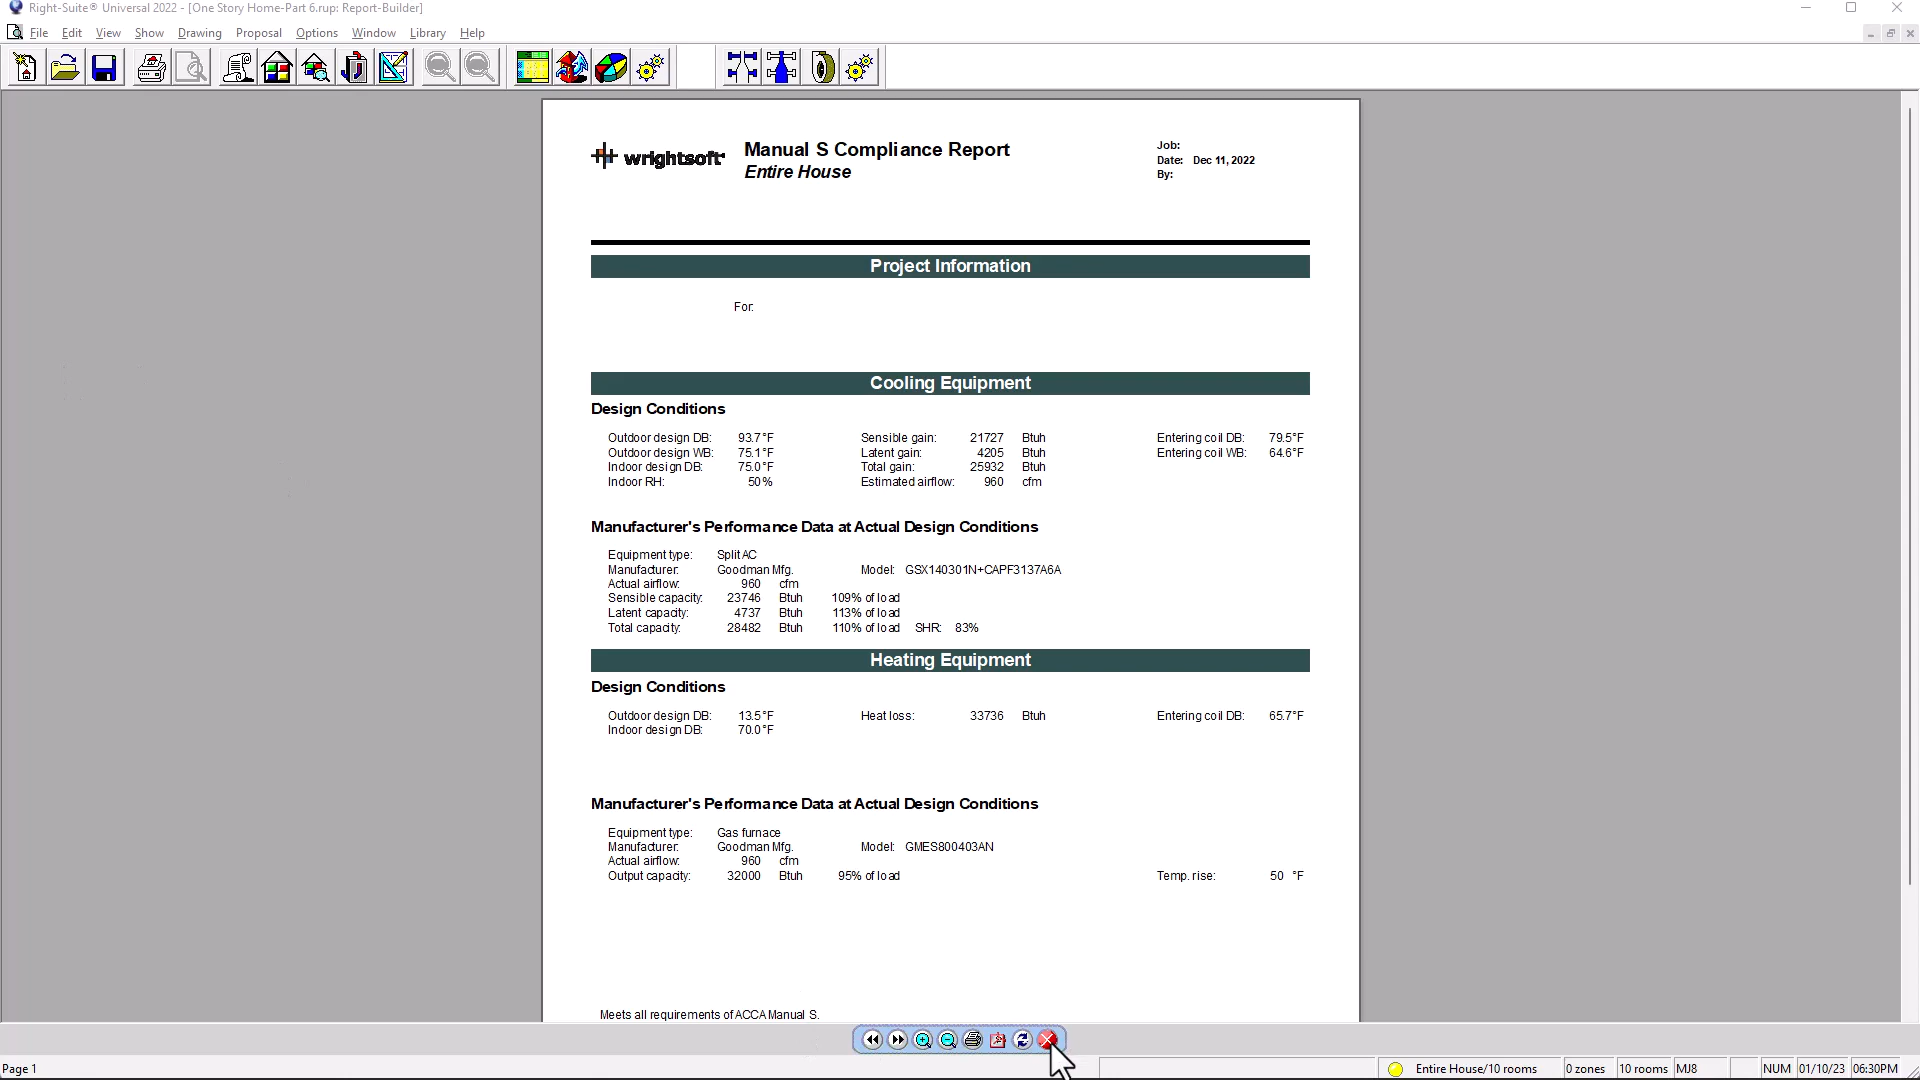 Right-Suite® Universal 2022 - [One Story Home-Part 6.rup: Report-Builder]
File Edit View Show Drawing Proposal Options Window Library Help
wrightsoft
Manual S Compliance Report
Entire House
Job:
Date: Dec 11, 2022
By:
Project Information
For:
Cooling Equipment
Design Conditions
Outdoor design DB: 93.7°F Sensible gain: 21727 Btuh Entering coil DB: 79.5°F
Outdoor design WB: 75.1°F Latent gain: 4205 Btuh Entering coil WB: 64.6°F
Indoor design DB: 75.0°F Total gain: 25932 Btuh
Indoor RH: 50% Estimated airflow: 960 cfm
Manufacturer's Performance Data at Actual Design Conditions
Equipment type: Split AC
Manufacturer: Goodman Mfg. Model: GSX140301N+CAPF3137A6A
Actual airflow: 960 cfm
Sensible capacity: 23746 Btuh 109% of load
Latent capacity: 4737 Btuh 113% of load
Total capacity: 28482 Btuh 110% of load SHR: 83%
Heating Equipment
Design Conditions
Outdoor design DB: 13.5°F Heat loss: 33736 Btuh Entering coil DB: 65.7°F
Indoor design DB: 70.0°F
Manufacturer's Performance Data at Actual Design Conditions
Equipment type: Gas furnace
Manufacturer: Goodman Mfg. Model: GMES800403AN
Actual airflow: 960 cfm
Output capacity: 32000 Btuh 95% of load Temp. rise: 50 °F
Meets all requirements of ACCA Manual S.
Page 1 Entire House/10 rooms 0 zones 10 rooms MJ8 NUM 01/10/23 06:30PM